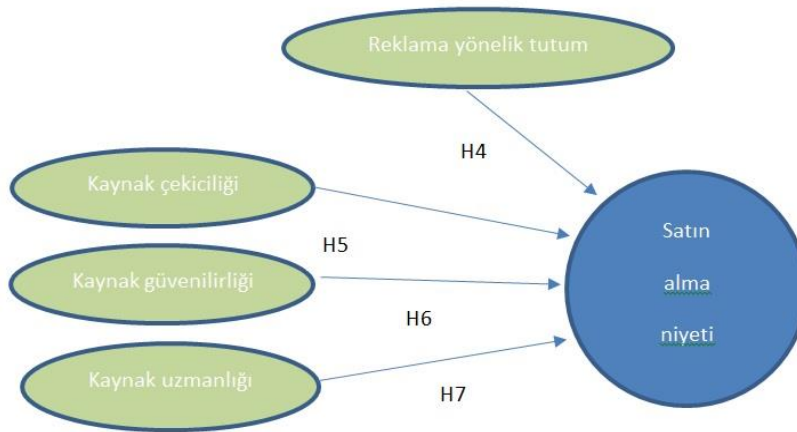 Reklama yönelik tutum
H4
Kaynak çekiciliği
H5
Kaynak güvenilirliği
H6
Kaynak uzmanlığı
H7
Satın
alma
niyeti